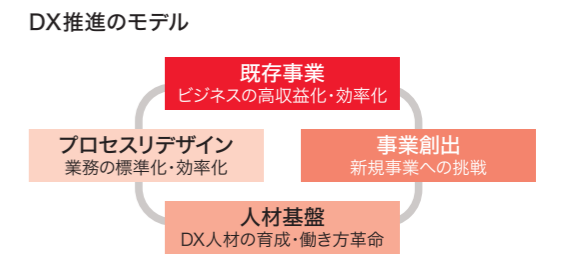 DX推進のモデル
既存事業
ビジネスの高収益化・効率化
プロセスリデザイン
業務の標準化・効率化
事業創出
新規事業への挑戦
人材基盤
DX人材の育成・働き方革命